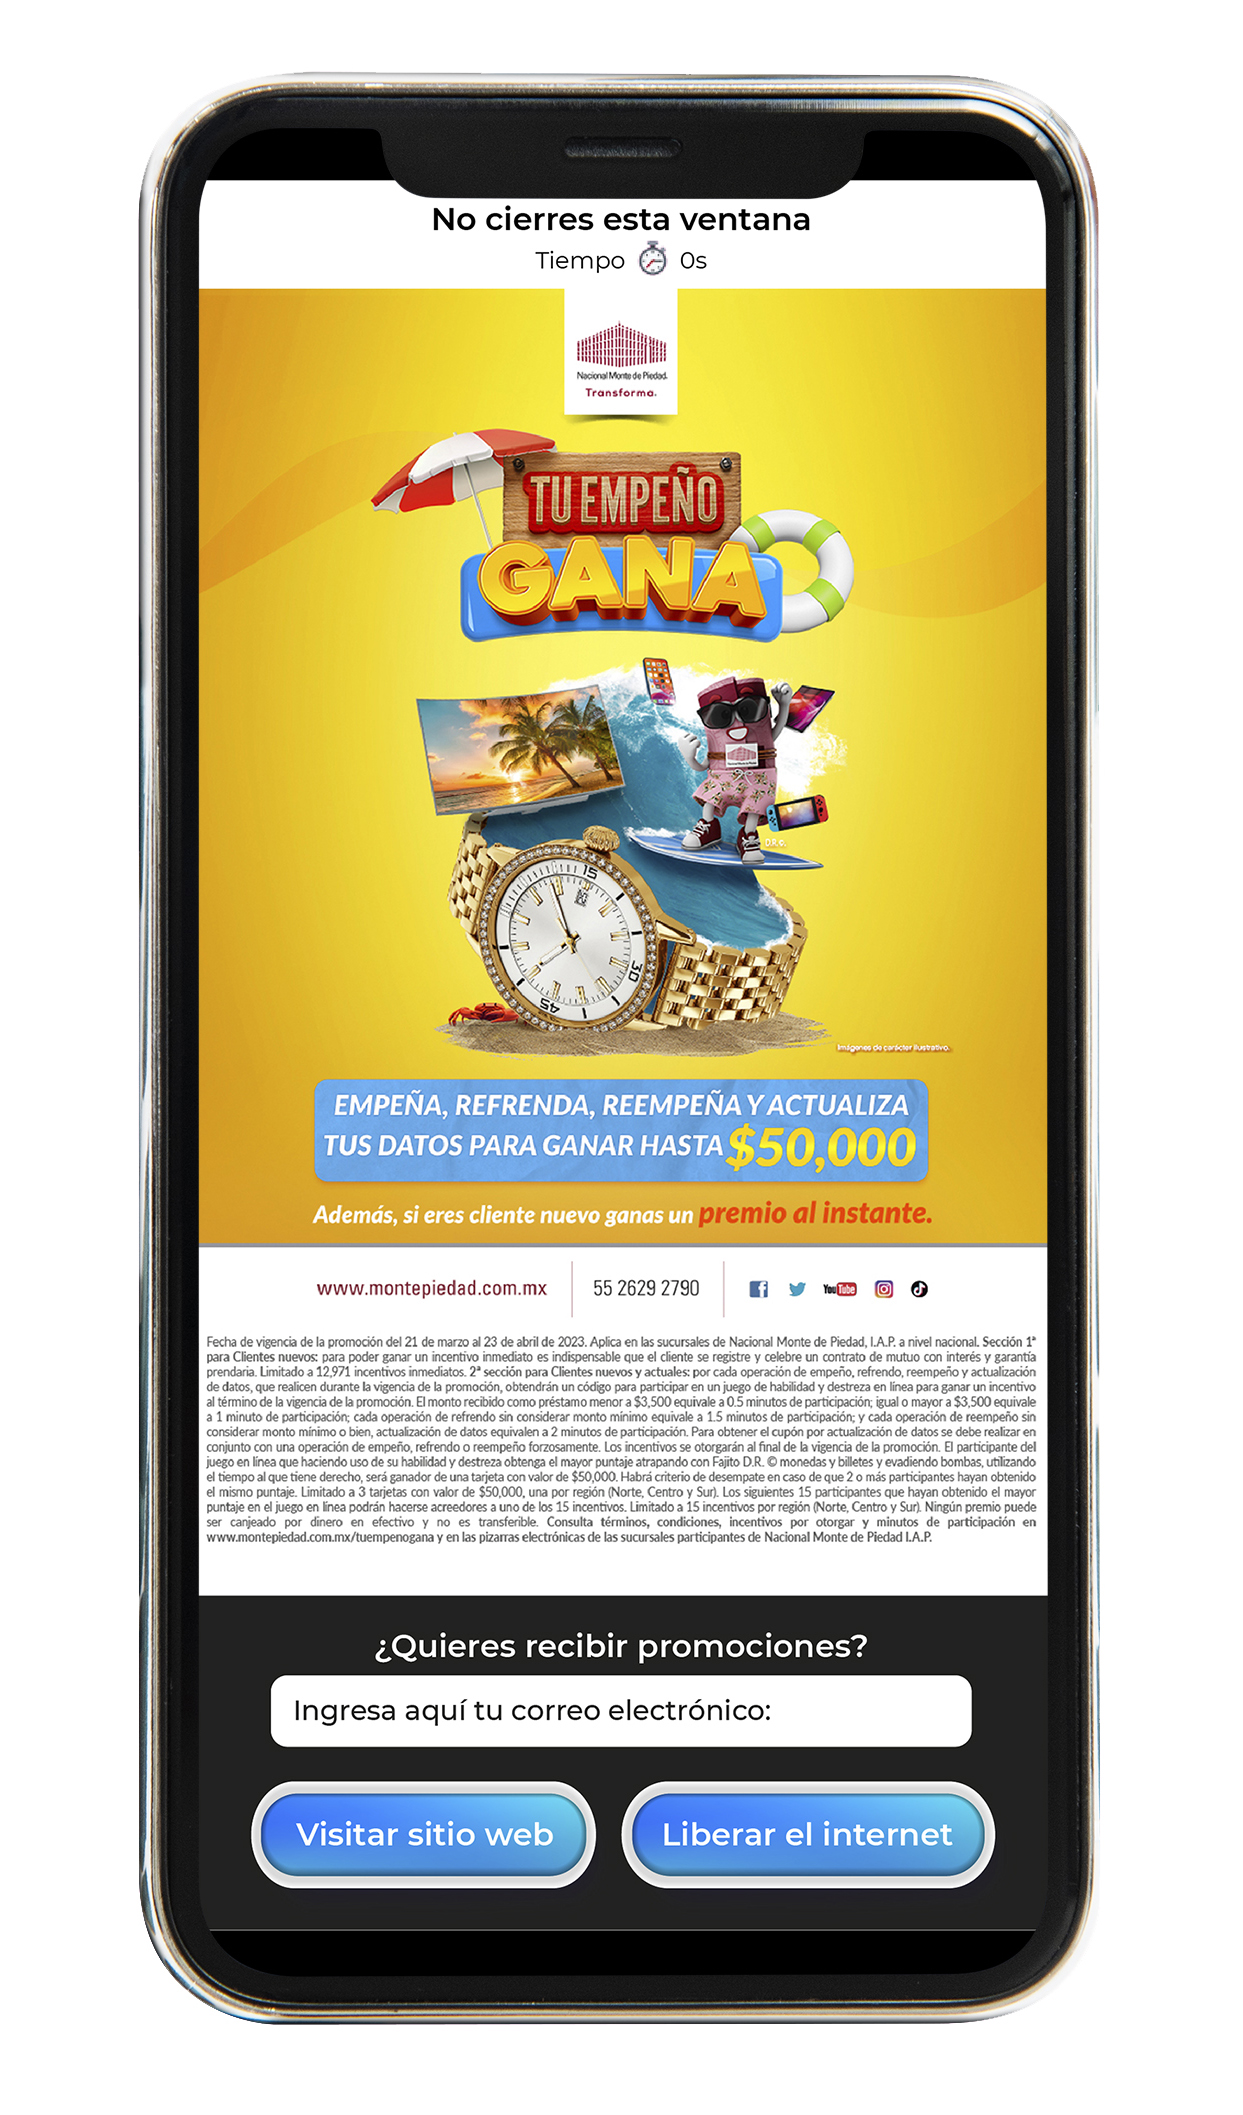 No cierres esta ventana
Tiempo 0s
Nacional Monte de Piedad.
Transforma.
TU EMPEÑO
GANA
15
30
45
D.R.©.
Imágenes de carácter ilustrativo.
EMPEÑA, REFRENDA, REEMPEÑA Y ACTUALIZA
TUS DATOS PARA GANAR HASTA $50,000
Además, si eres cliente nuevo ganas un premio al instante.
www.montepiedad.com.mx 55 2629 2790 YouTube
Fecha de vigencia de la promoción del 21 de marzo al 23 de abril de 2023. Aplica en las sucursales de Nacional Monte de Piedad, I.A.P. a nivel nacional. Sección 1ª
para Clientes nuevos: para poder ganar un incentivo inmediato es indispensable que el cliente se registre y celebre un contrato de mutuo con interés y garantía
prendaria. Limitado a 12,971 incentivos inmediatos. 2ª sección para Clientes nuevos y actuales: por cada operación de empeño, refrendo, reempeño y actualización
de datos, que realicen durante la vigencia de la promoción, obtendrán un código para participar en un juego de habilidad y destreza en línea para ganar un incentivo
al término de la vigencia de la promoción. El monto recibido como préstamo menor a $3,500 equivale a 0.5 minutos de participación; igual o mayor a $3,500 equivale
a 1 minuto de participación; cada operación de refrendo sin considerar monto mínimo equivale a 1.5 minutos de participación; y cada operación de reempeño sin
considerar monto mínimo o bien, actualización de datos equivalen a 2 minutos de participación. Para obtener el cupón por actualización de datos se debe realizar en
conjunto con una operación de empeño, refrendo o reempeño forzosamente. Los incentivos se otorgarán al final de la vigencia de la promoción. El participante del
juego en línea que haciendo uso de su habilidad y destreza obtenga el mayor puntaje atrapando con Fajito D.R. © monedas y billetes y evadiendo bombas, utilizando
el tiempo al que tiene derecho, será ganador de una tarjeta con valor de $50,000. Habrá criterio de desempate en caso de que 2 o más participantes hayan obtenido
el mismo puntaje. Limitado a 3 tarjetas con valor de $50,000, una por región (Norte, Centro y Sur). Los siguientes 15 participantes que hayan obtenido el mayor
puntaje en el juego en línea podrán hacerse acreedores a uno de los 15 incentivos. Limitado a 15 incentivos por región (Norte, Centro y Sur). Ningún premio puede
ser canjeado por dinero en efectivo y no es transferible. Consulta términos, condiciones, incentivos por otorgar y minutos de participación en
www.montepiedad.com.mx/tuempenogana y en las pizarras electrónicas de las sucursales participantes de Nacional Monte de Piedad I.A.P.
¿Quieres recibir promociones?
Ingresa aquí tu correo electrónico:
Visitar sitio web
Liberar el internet